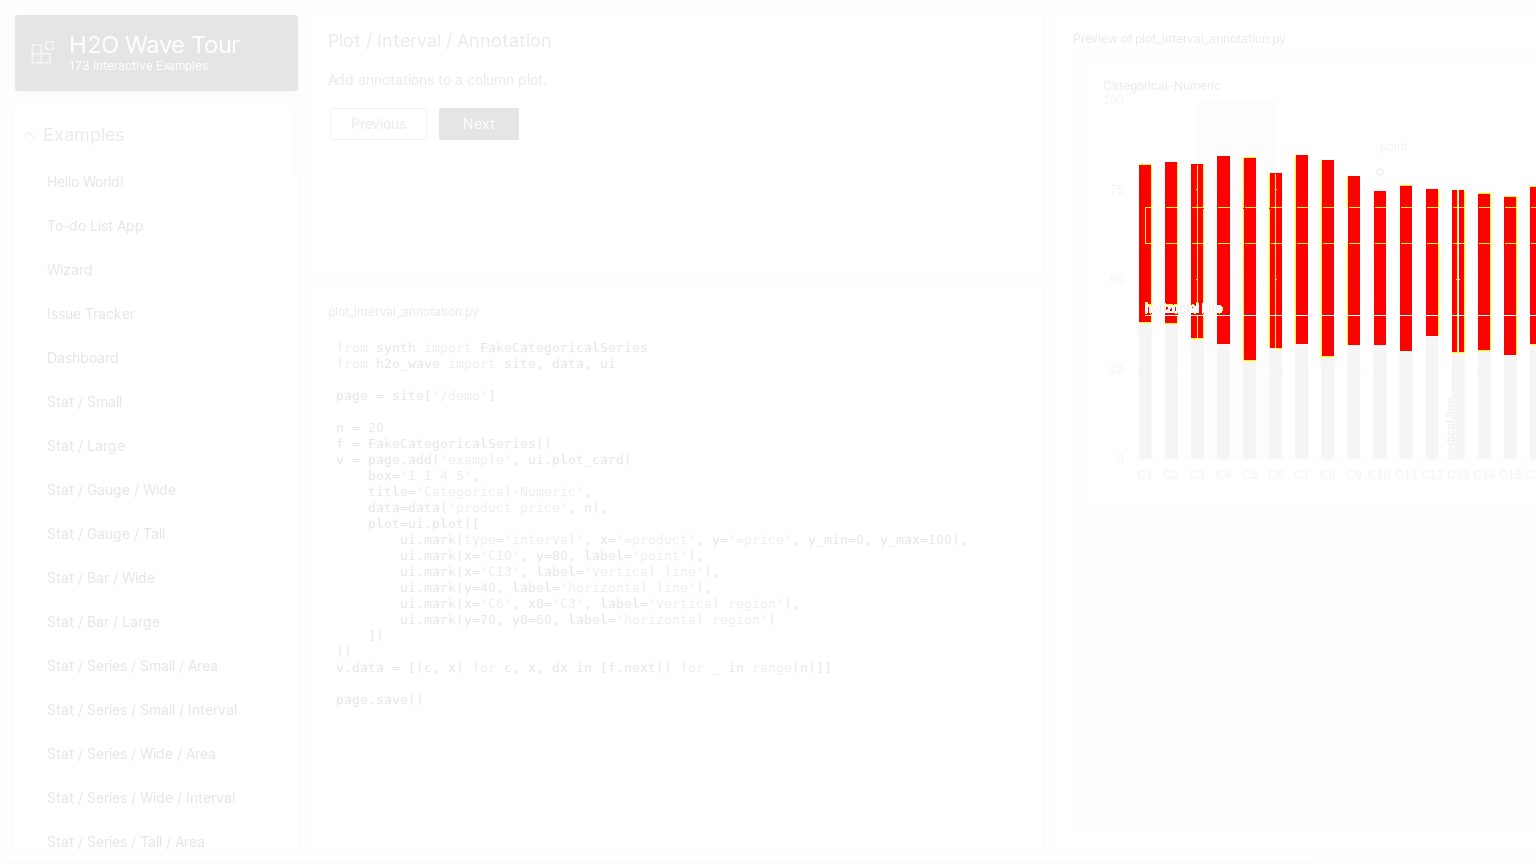 H2O Wave Tour
173 Interactive Examples
Examples
Hello World!
To-do List App
Wizard
Issue Tracker
Dashboard
Stat / Small
Stat / Large
Stat / Gauge / Wide
Stat / Gauge / Tall
Stat / Bar / Wide
Stat / Bar / Large
Stat / Series / Small / Area
Stat / Series / Small / Interval
Stat / Series / Wide / Area
Stat / Series / Wide / Interval
Stat / Series / Tall / Area
Plot / Interval / Annotation
Add annotations to a column plot.
Previous
Next
plot_interval_annotation.py
from synth import FakeCategoricalSeries
from h2o_wave import site, data, ui
page = site['/demo']
n = 20
f = FakeCategoricalSeries()
v = page.add('example', ui.plot_card(
    box='1 1 4 5',
    title='Categorical-Numeric',
    data=data('product price', n),
    plot=ui.plot([
        ui.mark(type='interval', x='=product', y='=price', y_min=0, y_max=100),
        ui.mark(x='C10', y=80, label='point'),
        ui.mark(x='C13', label='vertical line'),
        ui.mark(y=40, label='horizontal line'),
        ui.mark(x='C6', x0='C3', label='vertical region'),
        ui.mark(y=70, y0=60, label='horizontal region')
    ])
))
v.data = [(c, x) for c, x, dx in [f.next() for _ in range(n)]]
page.save()
Preview of plot_interval_annotation.py
Categorical-Numeric
100
point
75
50
horizontal line
25
vertical line
0
C1 C2 C3 C4 C5 C6 C7 C8 C9 C10 C11 C12 C13 C14 C15